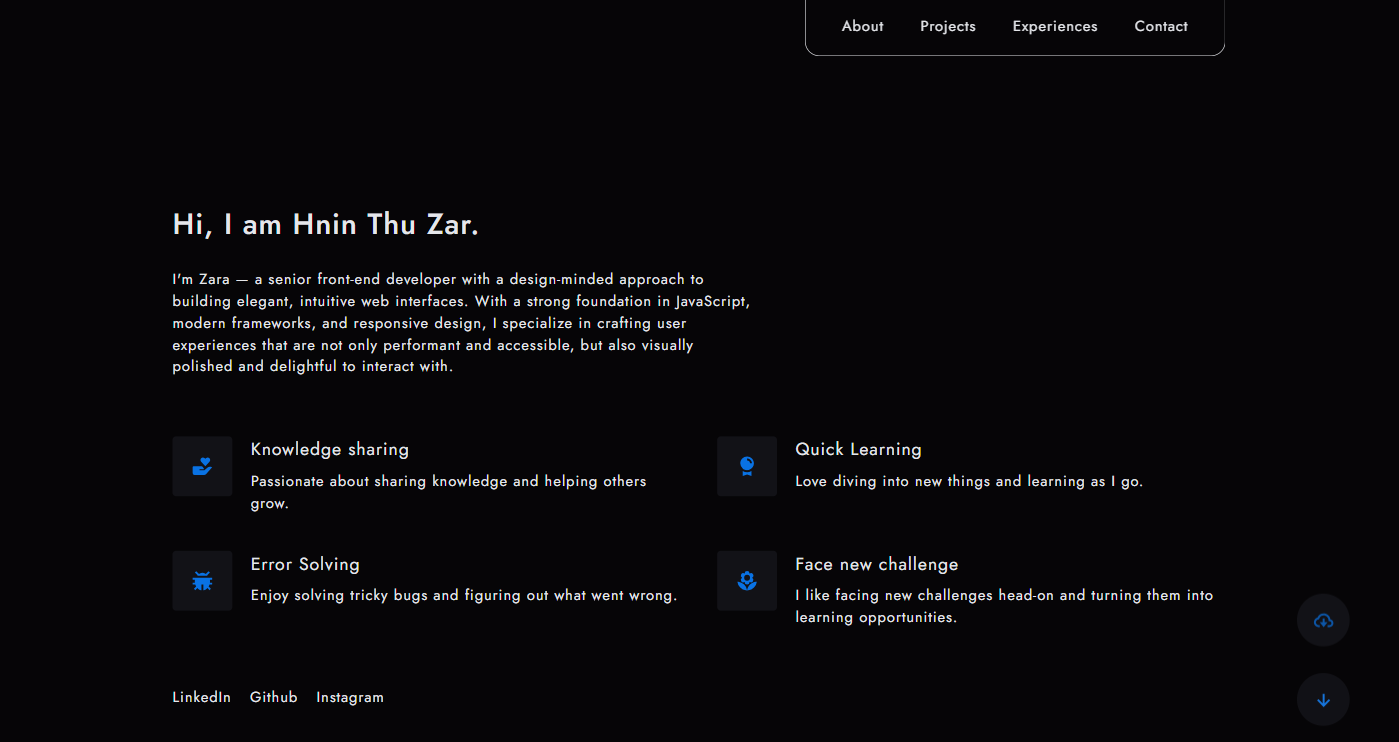 About Projects Experiences Contact
Hi, I am Hnin Thu Zar.
I'm Zara — a senior front-end developer with a design-minded approach to
building elegant, intuitive web interfaces. With a strong foundation in JavaScript,
modern frameworks, and responsive design, I specialize in crafting user
experiences that are not only performant and accessible, but also visually
polished and delightful to interact with.
Knowledge sharing
Passionate about sharing knowledge and helping others
grow.
Quick Learning
Love diving into new things and learning as I go.
Error Solving
Enjoy solving tricky bugs and figuring out what went wrong.
Face new challenge
I like facing new challenges head-on and turning them into
learning opportunities.
LinkedIn Github Instagram